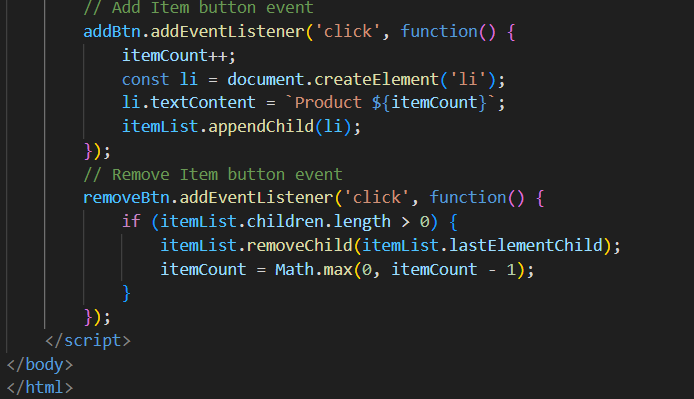 // Add Item button event
addBtn.addEventListener('click', function() {
itemCount++;
const li = document.createElement('li');
li.textContent = `Product ${itemCount}`;
itemList.appendChild(li);
});
// Remove Item button event
removeBtn.addEventListener('click', function() {
if (itemList.children.length > 0) {
itemList.removeChild(itemList.lastElementChild);
itemCount = Math.max(0, itemCount - 1);
}
});
</script>
</body>
</html>